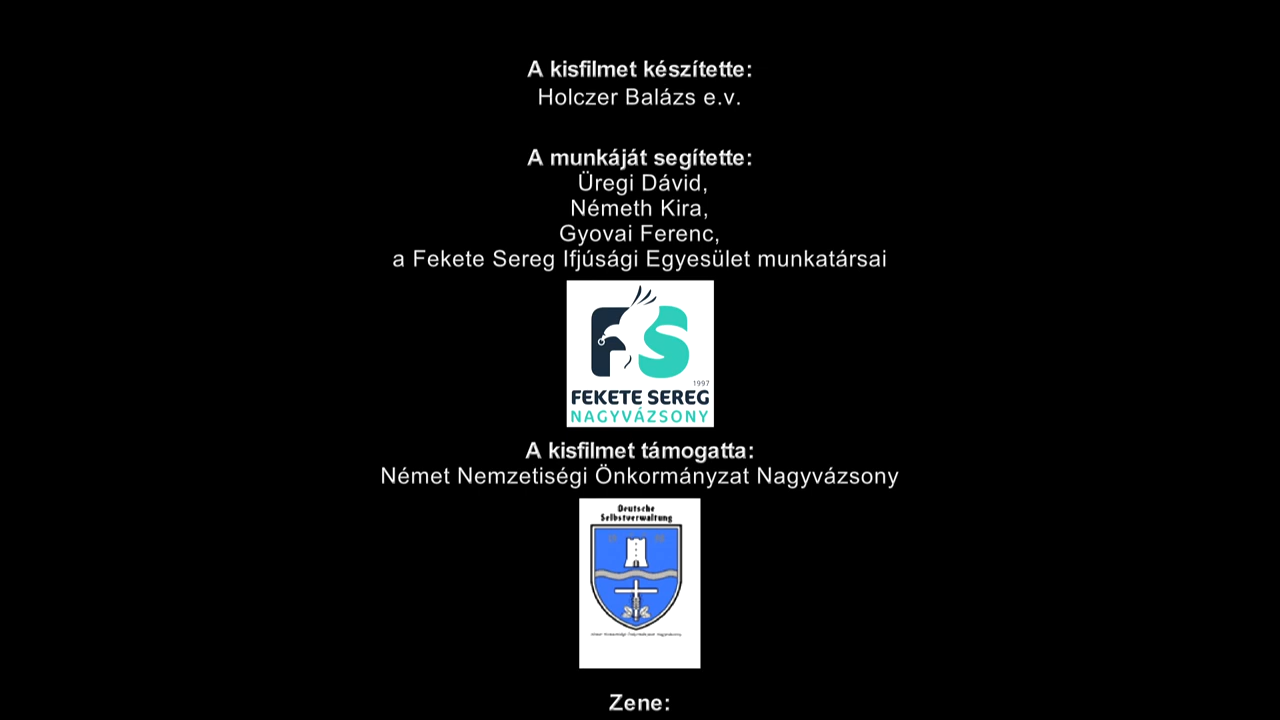 A kisfilmet készítette:
Holczer Balázs e.v.
A munkáját segítette:
Üregi Dávid,
Németh Kira,
Gyovai Ferenc,
a Fekete Sereg Ifjúsági Egyesület munkatársai
FS
1997
FEKETE SEREG
NAGYVÁZSONY
A kisfilmet támogatta:
Német Nemzetiségi Önkormányzat Nagyvázsony
Deutsche
Selbstverwaltung
Zene: